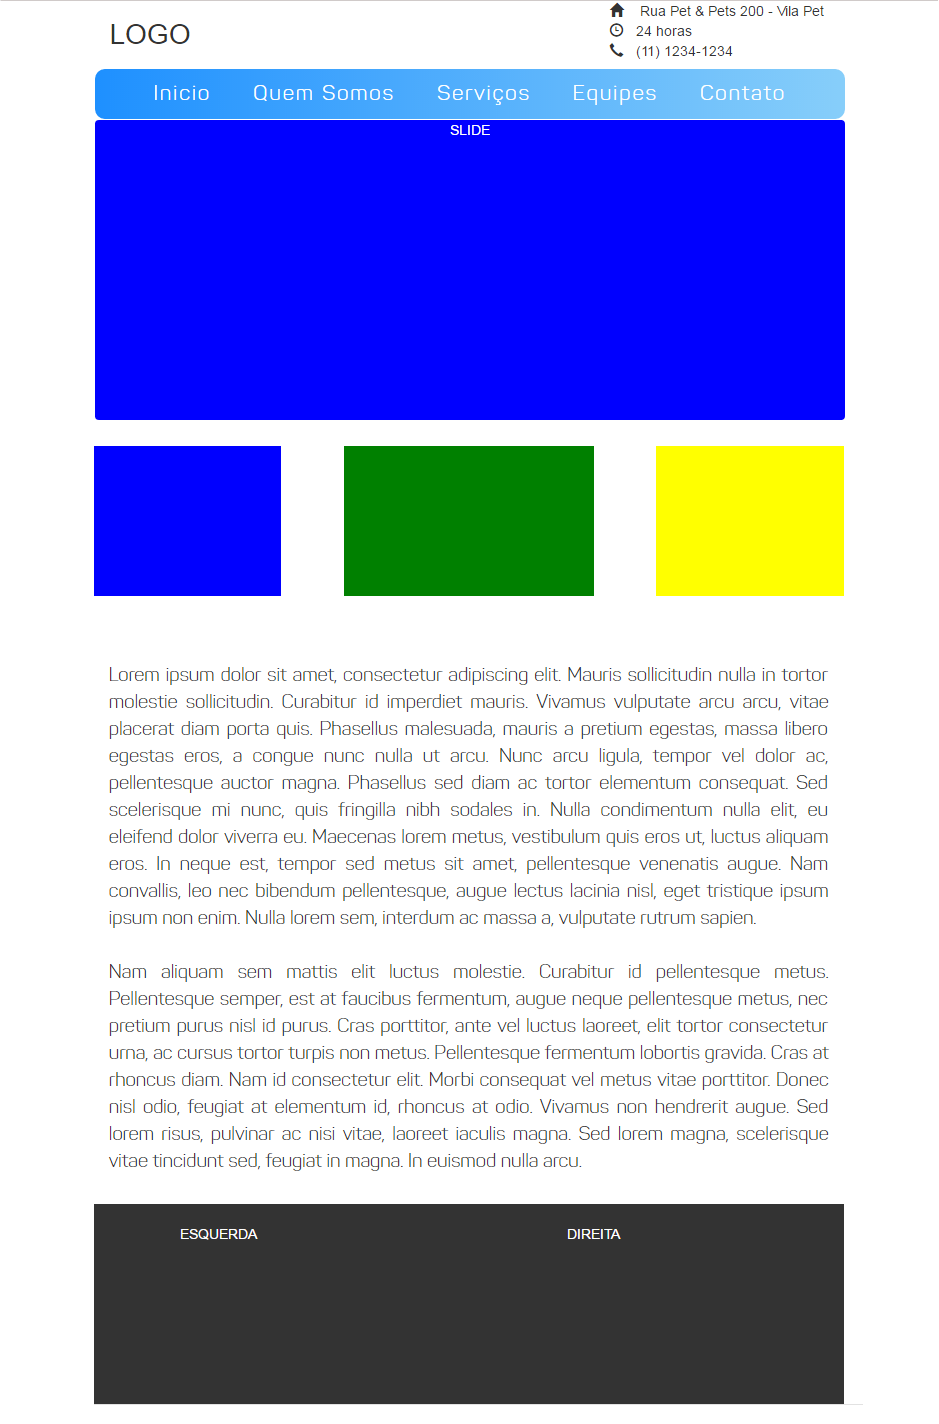 LOGO
Rua Pet & Pets 200 - Vila Pet
24 horas
(11) 1234-1234
Inicio Quem Somos Serviços Equipes Contato
SLIDE
Lorem ipsum dolor sit amet, consectetur adipiscing elit. Mauris sollicitudin nulla in tortor
molestie sollicitudin. Curabitur id imperdiet mauris. Vivamus vulputate arcu arcu, vitae
placerat diam porta quis. Phasellus malesuada, mauris a pretium egestas, massa libero
egestas eros, a congue nunc nulla ut arcu. Nunc arcu ligula, tempor vel dolor ac,
pellentesque auctor magna. Phasellus sed diam ac tortor elementum consequat. Sed
scelerisque mi nunc, quis fringilla nibh sodales in. Nulla condimentum nulla elit, eu
eleifend dolor viverra eu. Maecenas lorem metus, vestibulum quis eros ut, luctus aliquam
eros. In neque est, tempor sed metus sit amet, pellentesque venenatis augue. Nam
convallis, leo nec bibendum pellentesque, augue lectus lacinia nisl, eget tristique ipsum
ipsum non enim. Nulla lorem sem, interdum ac massa a, vulputate rutrum sapien.
Nam aliquam sem mattis elit luctus molestie. Curabitur id pellentesque metus.
Pellentesque semper, est at faucibus fermentum, augue neque pellentesque metus, nec
pretium purus nisl id purus. Cras porttitor, ante vel luctus laoreet, elit tortor consectetur
urna, ac cursus tortor turpis non metus. Pellentesque fermentum lobortis gravida. Cras at
rhoncus diam. Nam id consectetur elit. Morbi consequat vel metus vitae porttitor. Donec
nisl odio, feugiat at elementum id, rhoncus at odio. Vivamus non hendrerit augue. Sed
lorem risus, pulvinar ac nisi vitae, laoreet iaculis magna. Sed lorem magna, scelerisque
vitae tincidunt sed, feugiat in magna. In euismod nulla arcu.
ESQUERDA DIREITA